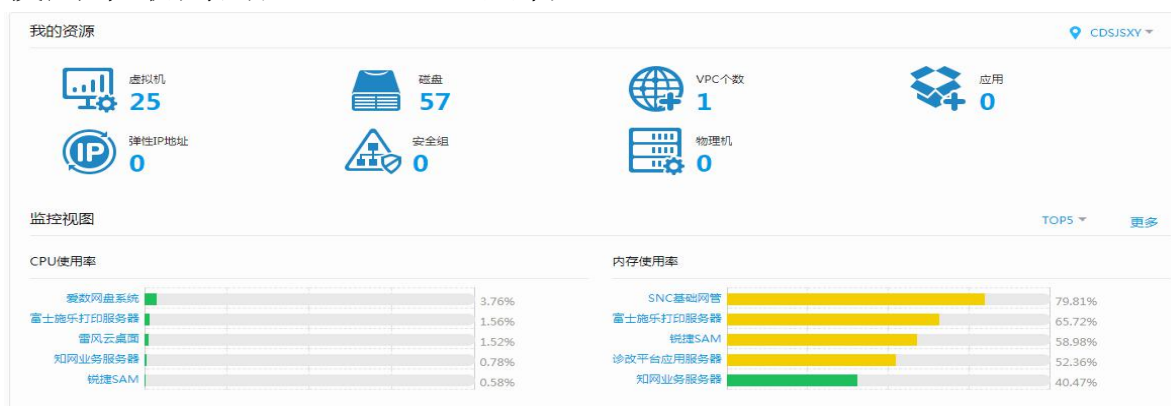 我的资源
CDSJSXY
虚拟机
25
磁盘
57
VPC个数
1
应用
0
IP
弹性IP地址
0
安全组
0
物理机
0
监控视图
TOP5
更多
CPU使用率
爱数网盘系统 3.76%
富士施乐打印服务器 1.56%
雷风云桌面 1.52%
知网业务服务器 0.78%
锐捷SAM 0.58%
内存使用率
SNC基础网管 79.81%
富士施乐打印服务器 65.72%
锐捷SAM 58.98%
诊改平台应用服务器 52.36%
知网业务服务器 40.47%